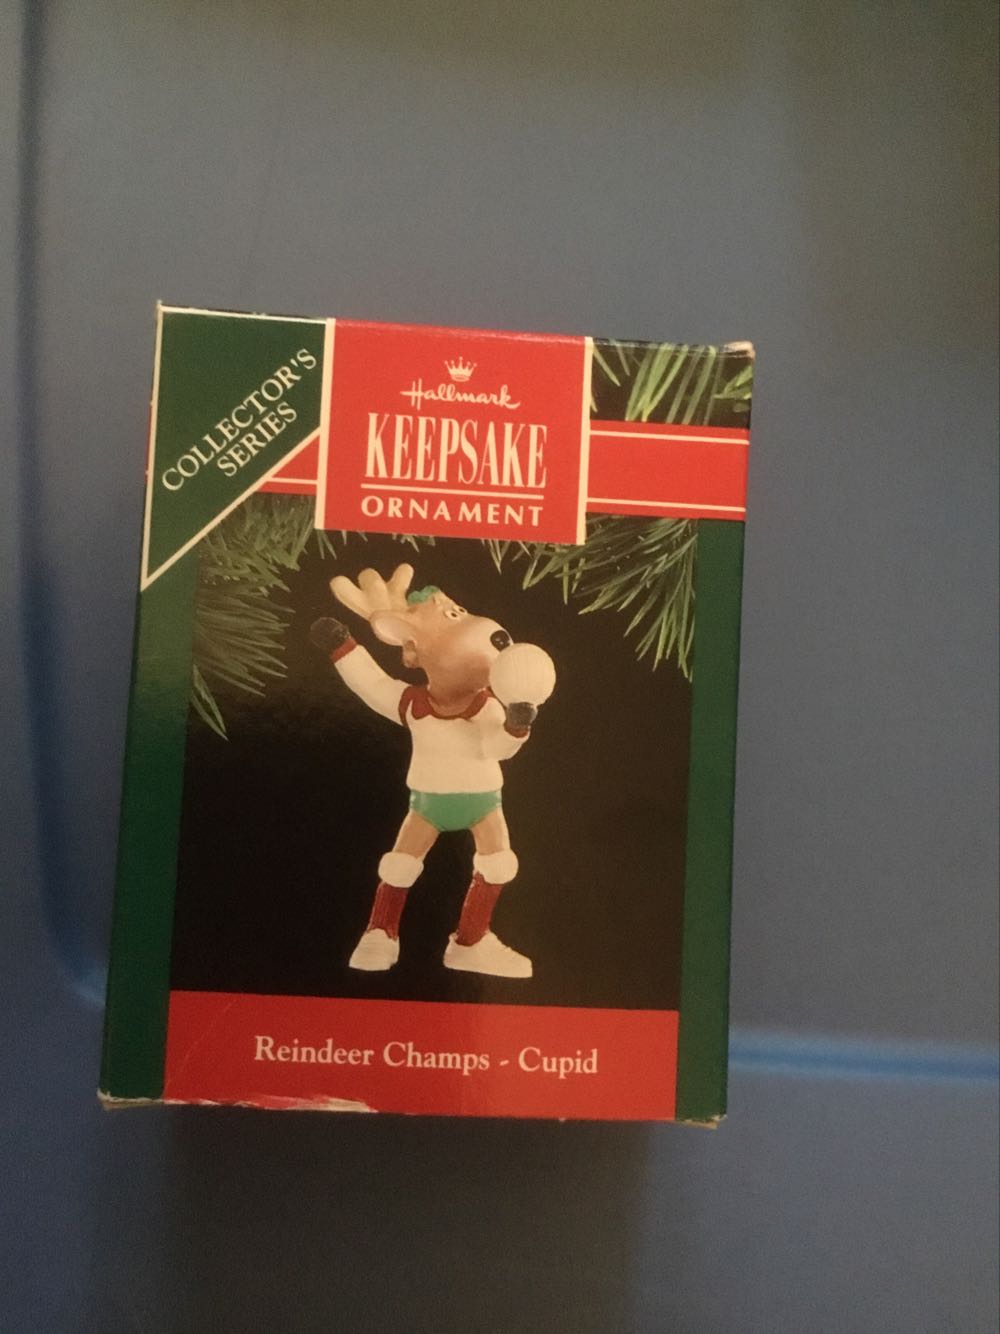 COLLECTOR'S
SERIES
Hallmark
KEEPSAKE
ORNAMENT
Reindeer Champs - Cupid